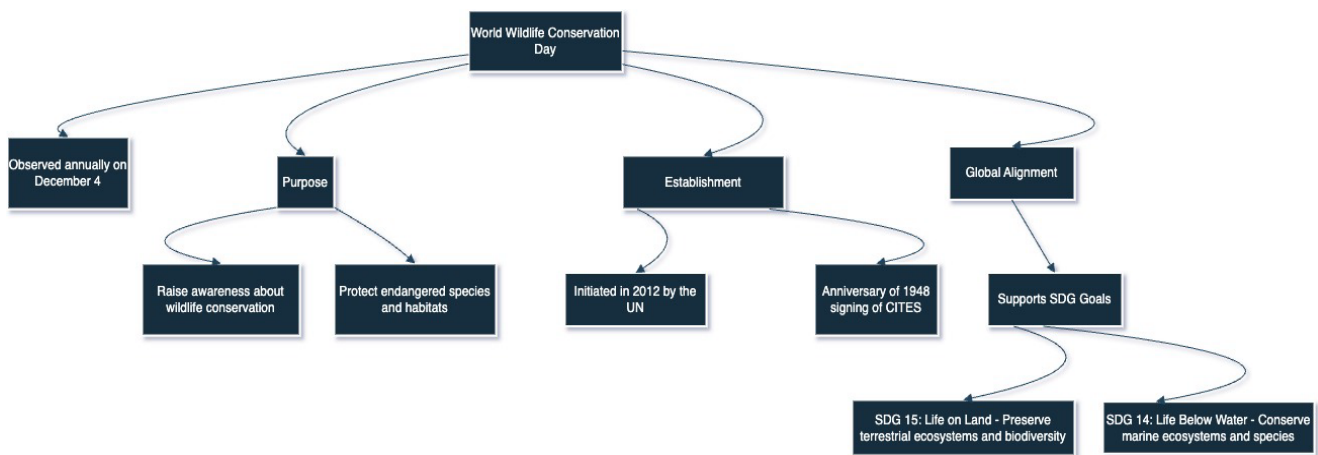 World Wildlife Conservation
Day
Observed annually on
December 4
Purpose
Establishment
Global Alignment
Raise awareness about
wildlife conservation
Protect endangered species
and habitats
Initiated in 2012 by the
UN
Anniversary of 1948
signing of CITES
Supports SDG Goals
SDG 15: Life on Land - Preserve
terrestrial ecosystems and biodiversity
SDG 14: Life Below Water - Conserve
marine ecosystems and species